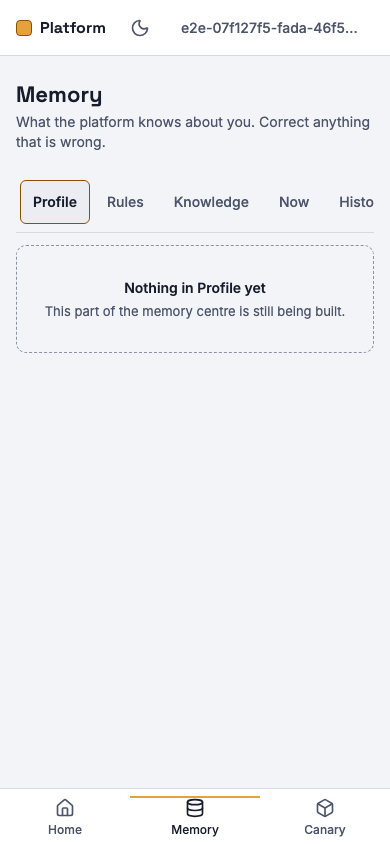 Platform
e2e-07f127f5-fada-46f5...
Memory
What the platform knows about you. Correct anything
that is wrong.
Profile
Rules
Knowledge
Now
Histo
Nothing in Profile yet
This part of the memory centre is still being built.
Home
Memory
Canary